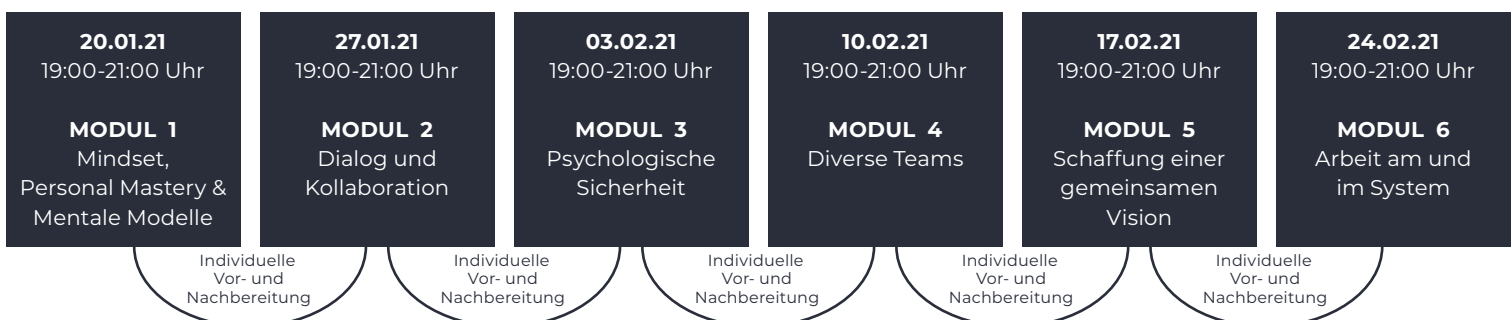 20.01.21
19:00-21:00 Uhr
MODUL 1
Mindset,
Personal Mastery &
Mentale Modelle
27.01.21
19:00-21:00 Uhr
MODUL 2
Dialog und
Kollaboration
03.02.21
19:00-21:00 Uhr
MODUL 3
Psychologische
Sicherheit
10.02.21
19:00-21:00 Uhr
MODUL 4
Diverse Teams
17.02.21
19:00-21:00 Uhr
MODUL 5
Schaffung einer
gemeinsamen
Vision
24.02.21
19:00-21:00 Uhr
MODUL 6
Arbeit am und
im System
Individuelle
Vor- und
Nachbereitung
Individuelle
Vor- und
Nachbereitung
Individuelle
Vor- und
Nachbereitung
Individuelle
Vor- und
Nachbereitung
Individuelle
Vor- und
Nachbereitung